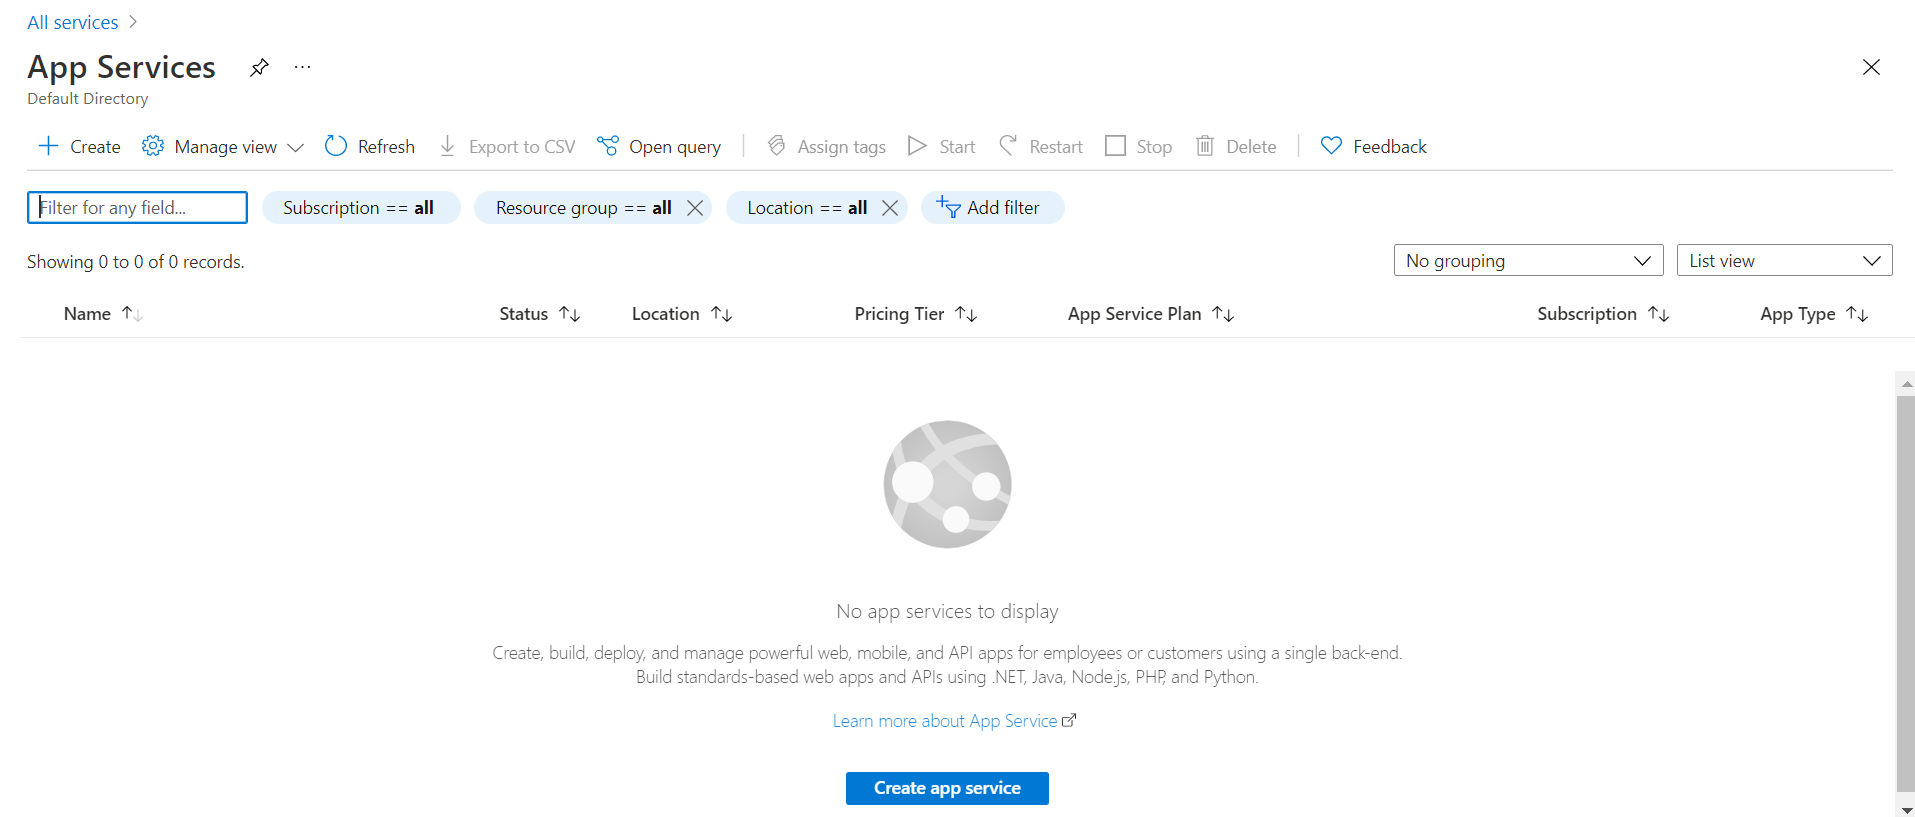 All services
App Services ...
Default Directory
Create Manage view Refresh Export to CSV Open query Assign tags Start Restart Stop Delete Feedback
Filter for any field... Subscription == all Resource group == all Location == all Add filter
Showing 0 to 0 of 0 records. No grouping List view
Name Status Location Pricing Tier App Service Plan Subscription App Type
No app services to display
Create, build, deploy, and manage powerful web, mobile, and API apps for employees or customers using a single back-end.
Build standards-based web apps and APIs using .NET, Java, Node.js, PHP, and Python.
Learn more about App Service
Create app service